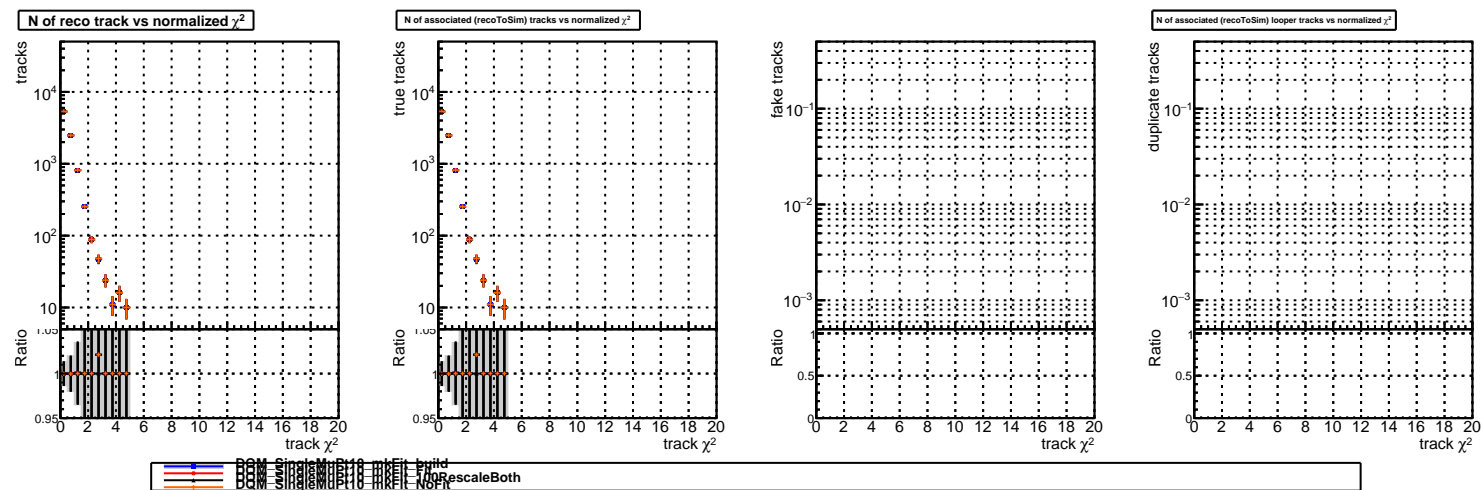 N of reco track vs normalized χ²
N of associated (recoToSim) tracks vs normalized χ²
N of associated (recoToSim) looper tracks vs normalized χ²
tracks
10⁴
10³
10²
10
1.05
Ratio
1
0.95
0 2 4 6 8 10 12 14 16 18 20
track χ²
true tracks
10⁴
10³
10²
10
1.05
Ratio
1
0.95
0 2 4 6 8 10 12 14 16 18 20
track χ²
fake tracks
10⁻¹
10⁻²
10⁻³
Ratio
1
0.5
0
0 2 4 6 8 10 12 14 16 18 20
track χ²
duplicate tracks
10⁻¹
10⁻²
10⁻³
Ratio
1
0.5
0
0 2 4 6 8 10 12 14 16 18 20
track χ²
DQM_SingleMuPt10_mkFit_build
DQM_SingleMuPt10_mkFit_Fit
DQM_SingleMuPt10_mkFit_100RescaleBoth
DQM_SingleMuPt10_mkFit_NoFit